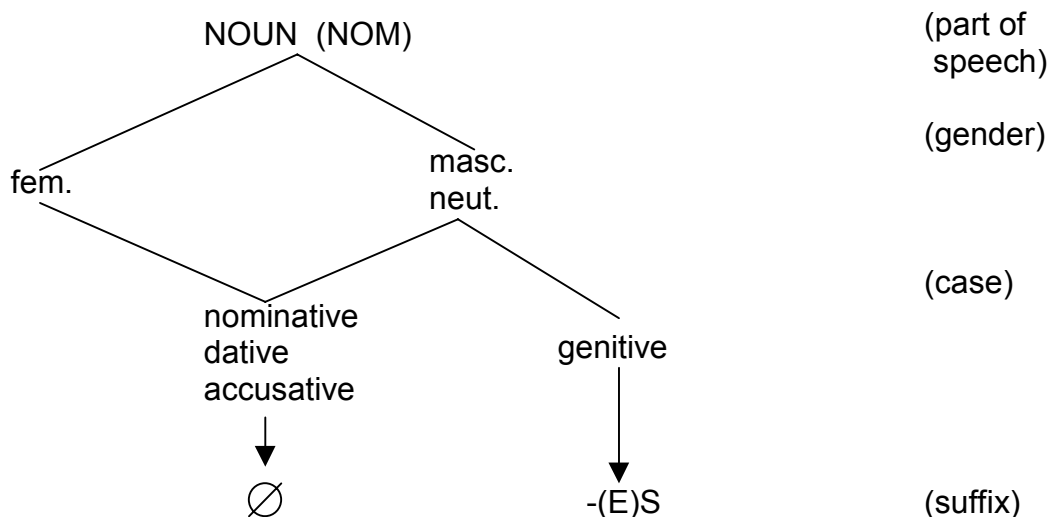 NOUN (NOM)
(part of
speech)
(gender)
fem.
masc.
neut.
(case)
nominative
dative
accusative
genitive
∅
-(E)S
(suffix)